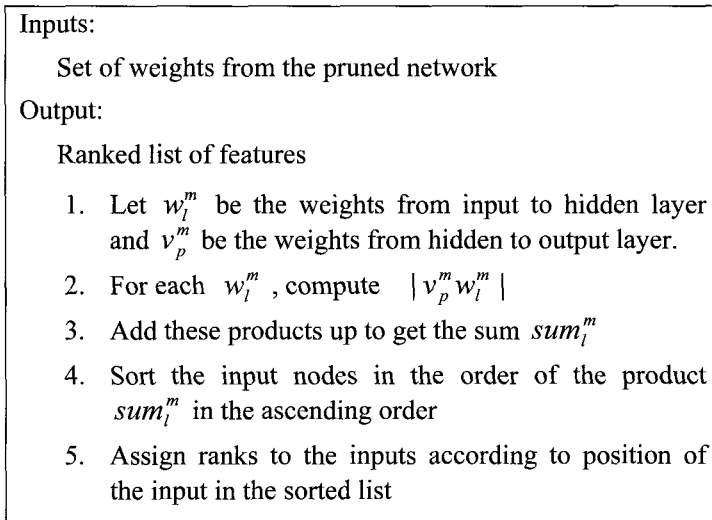 Inputs:
Set of weights from the pruned network
Output:
Ranked list of features
1. Let $w_l^m$ be the weights from input to hidden layer
and $v_p^m$ be the weights from hidden to output layer.
2. For each $w_l^m$ , compute $|v_p^m w_l^m|$
3. Add these products up to get the sum $sum_l^m$
4. Sort the input nodes in the order of the product
$sum_l^m$ in the ascending order
5. Assign ranks to the inputs according to position of
the input in the sorted list